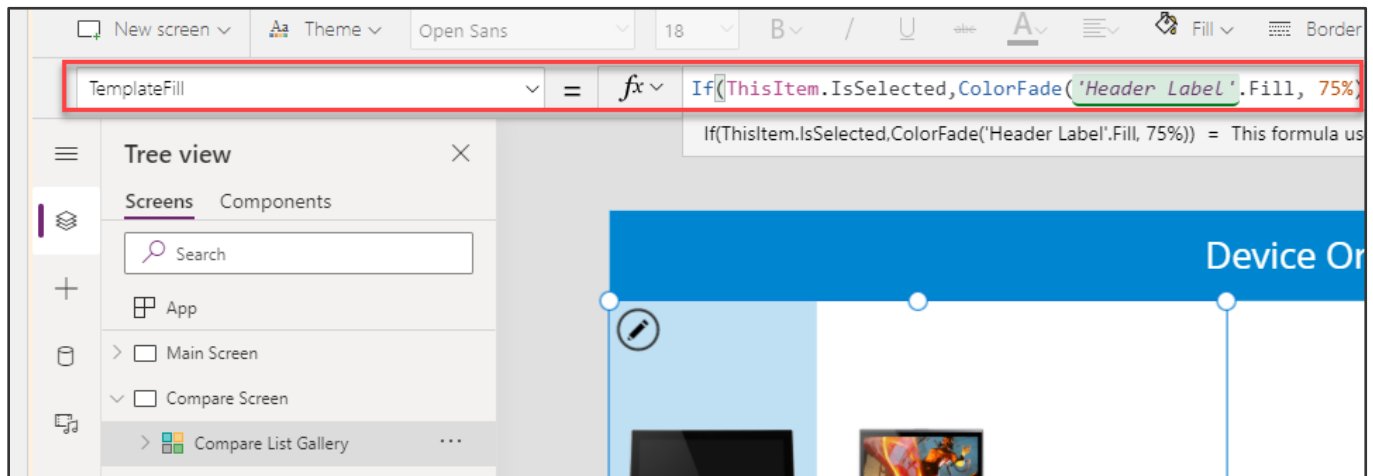 New screen Aa Theme Open Sans 18 B / U abc A Fill Border
TemplateFill = fx If(ThisItem.IsSelected,ColorFade('Header Label'.Fill, 75%)
If(ThisItem.IsSelected,ColorFade('Header Label'.Fill, 75%)) = This formula us
Tree view
Screens Components
Search
Device Or
App
Main Screen
Compare Screen
Compare List Gallery ...